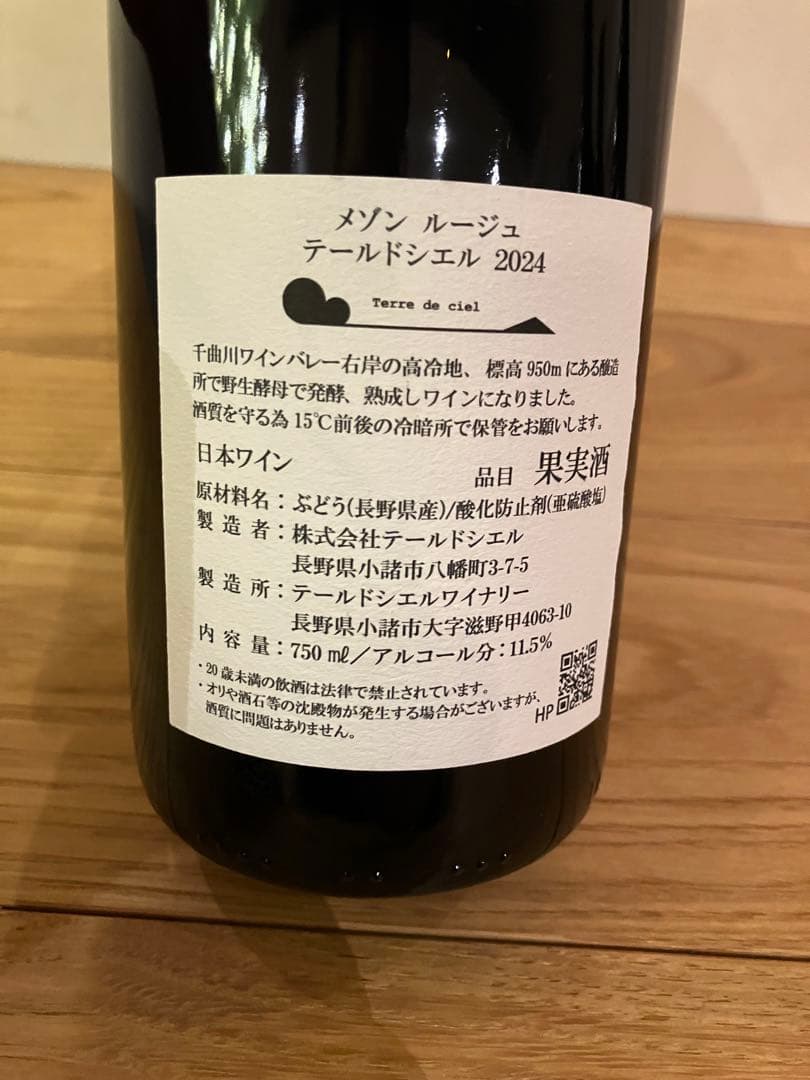 メゾン ルージュ
テールドシエル 2024
Terre de ciel
千曲川ワインバレー右岸の高冷地、標高950mにある醸造
所で野生酵母で発酵、熟成しワインになりました。
酒質を守る為15℃前後の冷暗所で保管をお願いします。
日本ワイン 品目 果実酒
原材料名：ぶどう(長野県産)/酸化防止剤(亜硫酸塩)
製造者：株式会社テールドシエル
長野県小諸市八幡町3-7-5
製造所：テールドシエルワイナリー
長野県小諸市大字滋野甲4063-10
内容量：750㎖／アルコール分：11.5%
・20歳未満の飲酒は法律で禁止されています。
・オリや酒石等の沈殿物が発生する場合がございますが、
酒質に問題はありません。
HP